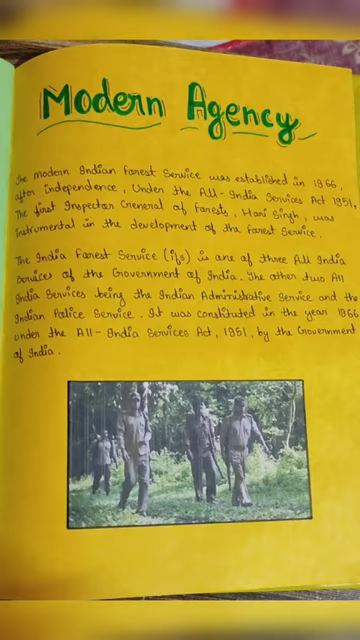 Modern Agency
The Modern Indian Forest Service was established in 1966,
after independence, Under the All-India Services Act 1951,
The first Inspector General of Forests, Hari Singh, was
instrumental in the development of the forest service.
The India Forest Service (ifs) is one of three All India
Services of the Government of India. The other two All
India Services being the Indian Administrative Service and the
Indian Police Service. It was constituted in the year 1966
under the All-India Services Act, 1951, by the Government
of India.